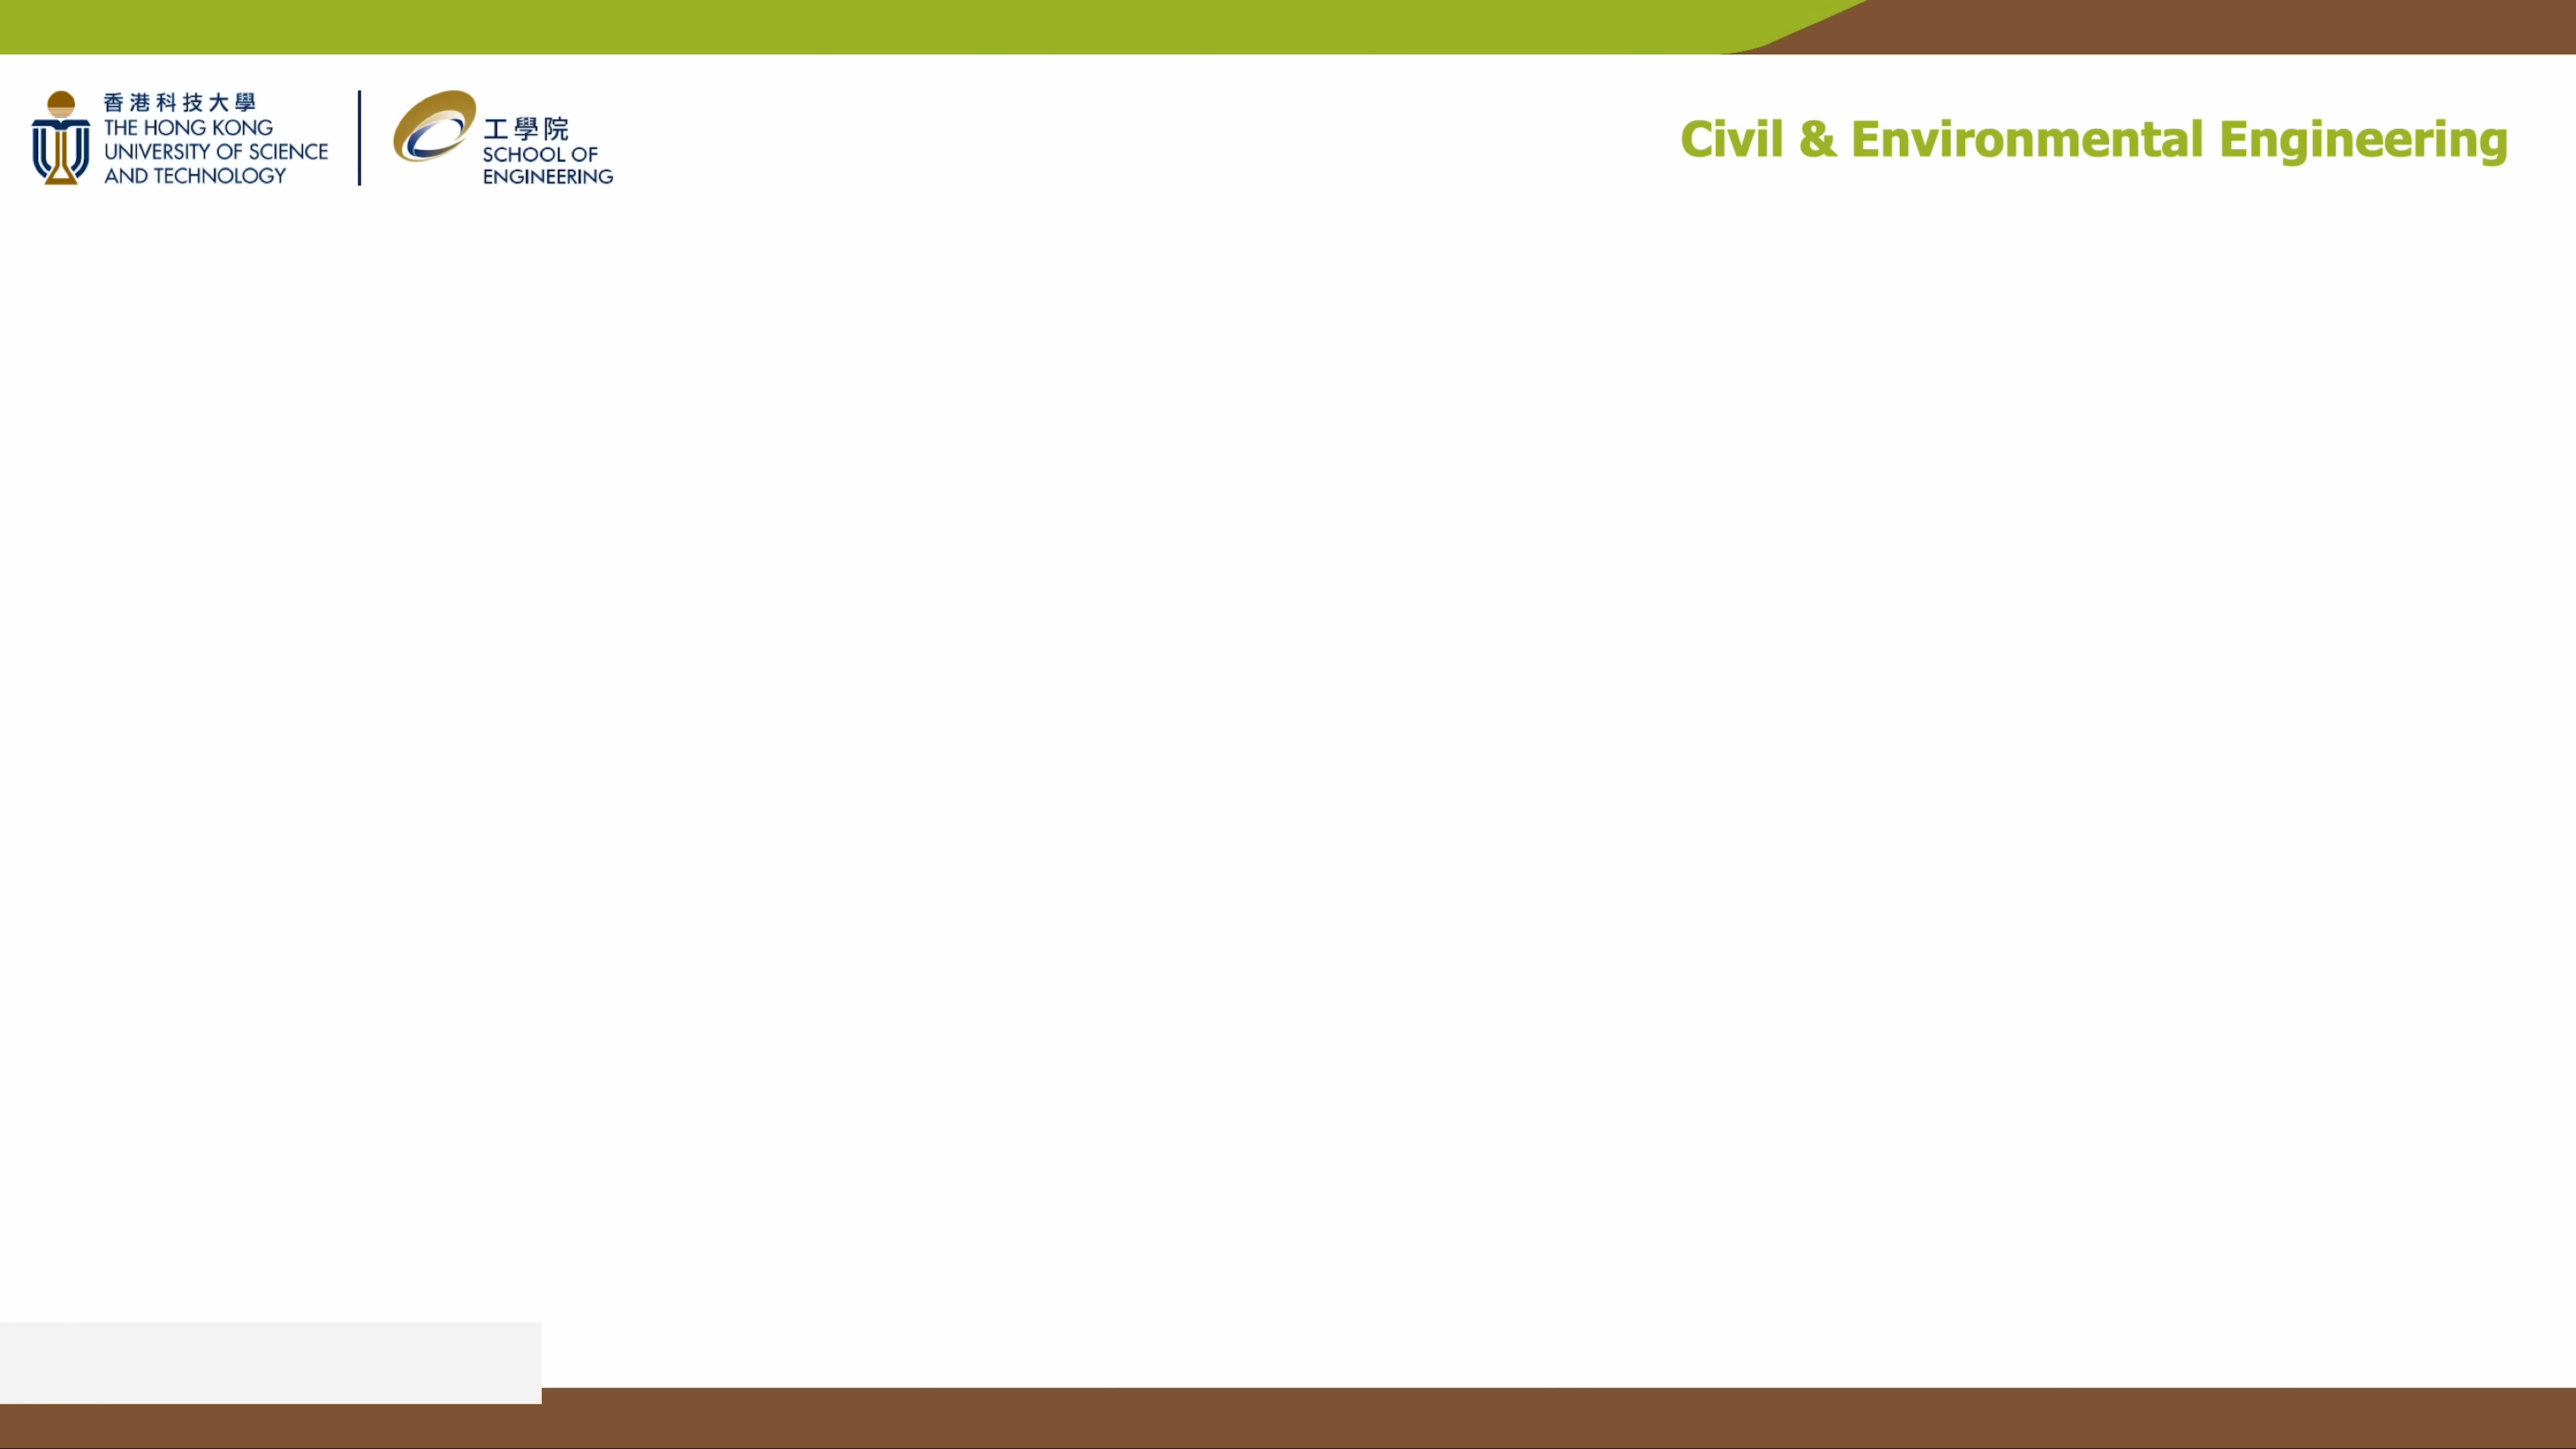 香港科技大學
THE HONG KONG
UNIVERSITY OF SCIENCE
AND TECHNOLOGY
工學院
SCHOOL OF
ENGINEERING
Civil & Environmental Engineering